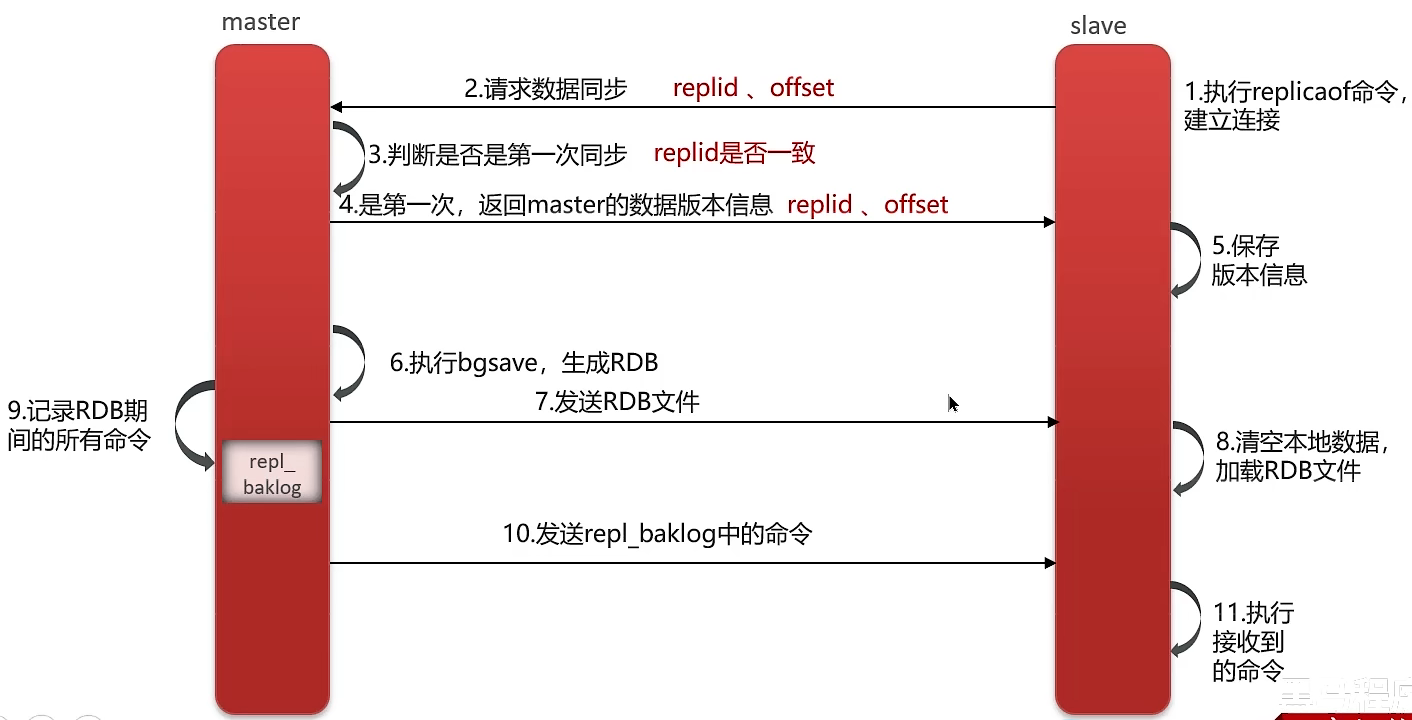 master
slave
2.请求数据同步 replid 、offset
1.执行replicaof命令,
建立连接
3.判断是否是第一次同步 replid是否一致
4.是第一次，返回master的数据版本信息 replid 、offset
5.保存
版本信息
6.执行bgsave，生成RDB
7.发送RDB文件
9.记录RDB期
间的所有命令
repl_
baklog
8.清空本地数据，
加载RDB文件
10.发送repl_baklog中的命令
11.执行
接收到
的命令